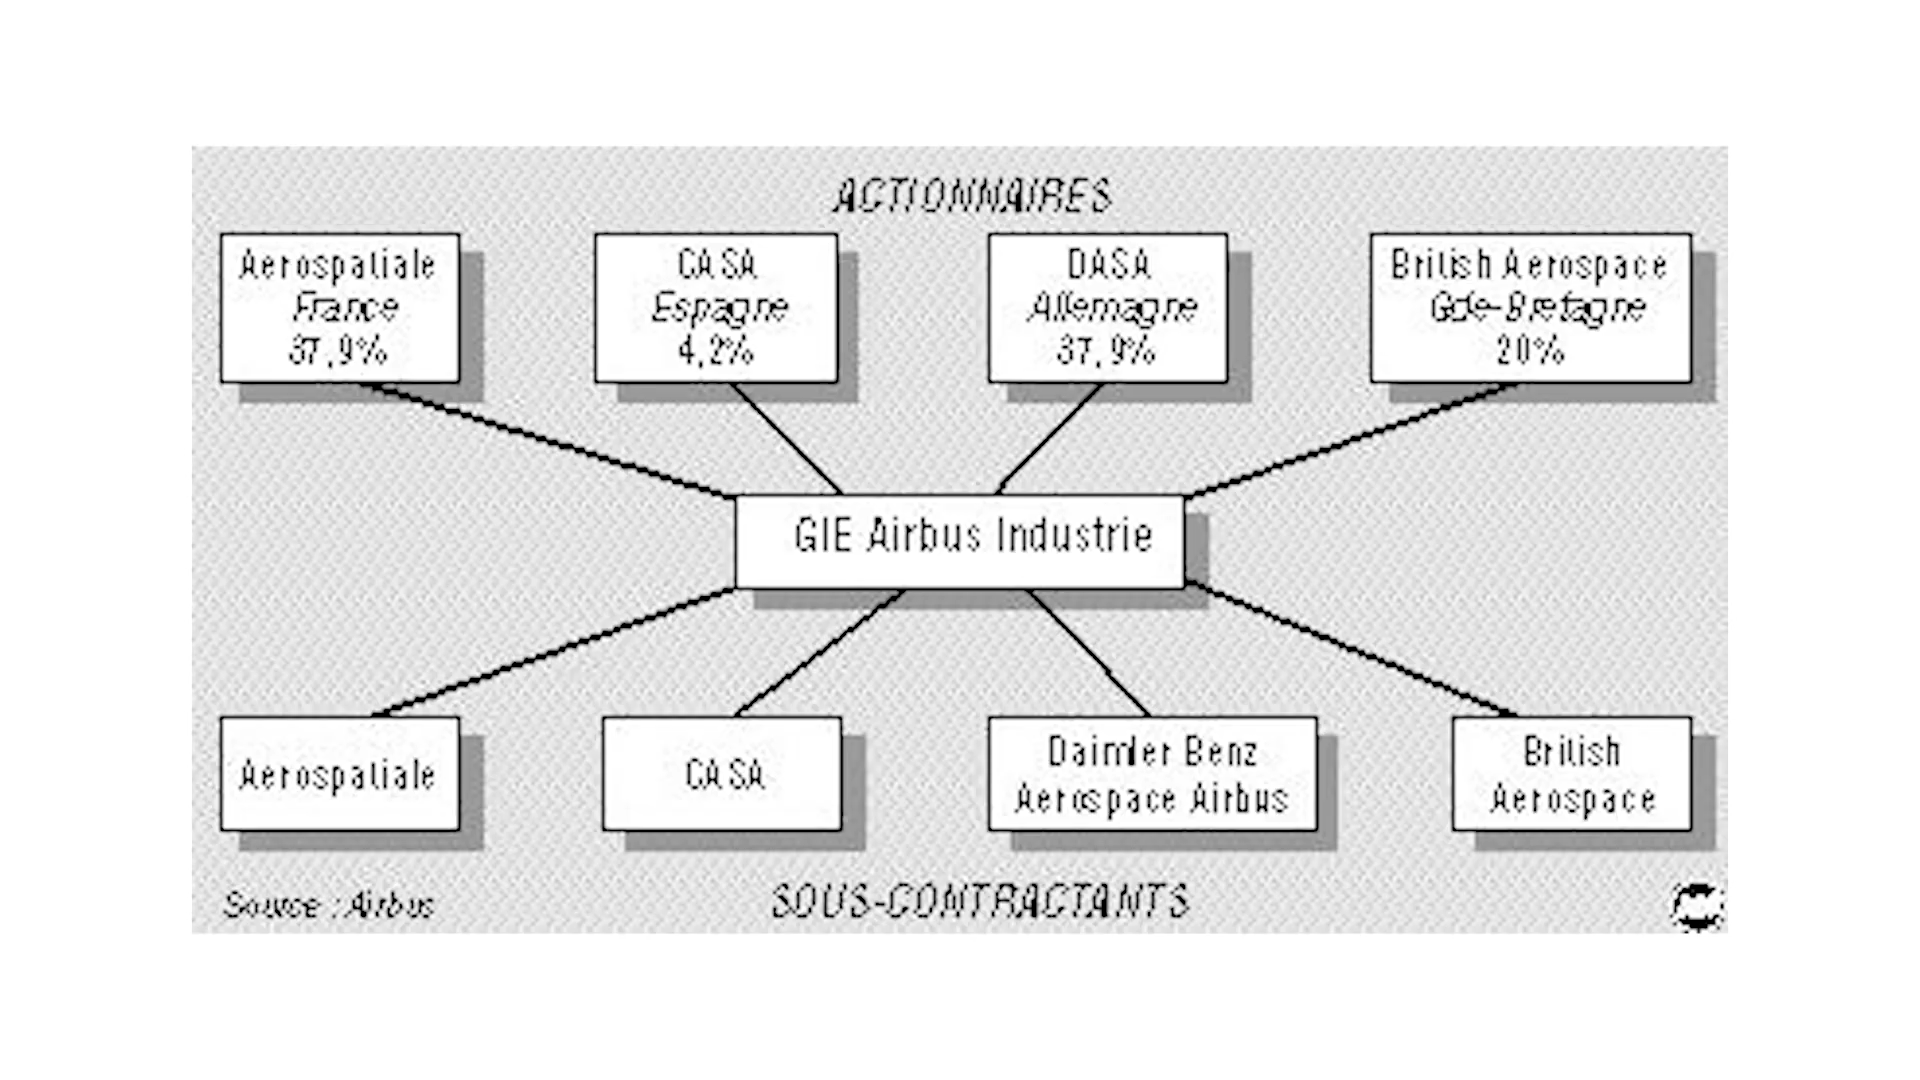 ACTIONNAIRES
Aerospatiale
France
37,9%
CASA
Espagne
4,2%
DASA
Allemagne
37,9%
British Aerospace
Gde-Bretagne
20%
GIE Airbus Industrie
Aerospatiale
CASA
Daimler Benz
Aerospace Airbus
British
Aerospace
Source : Airbus
SOUS-CONTRACTANTS